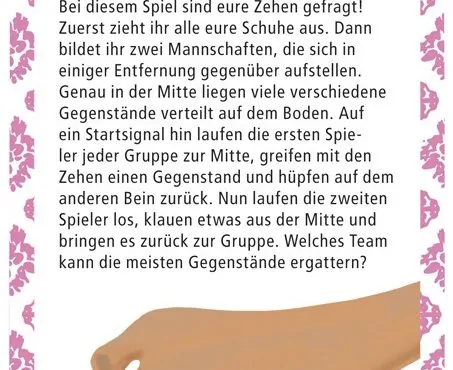 Bei diesem Spiel sind eure Zehen gefragt!
Zuerst zieht ihr alle eure Schuhe aus. Dann
bildet ihr zwei Mannschaften, die sich in
einiger Entfernung gegenüber aufstellen.
Genau in der Mitte liegen viele verschiedene
Gegenstände verteilt auf dem Boden. Auf
ein Startsignal hin laufen die ersten Spie-
ler jeder Gruppe zur Mitte, greifen mit den
Zehen einen Gegenstand und hüpfen auf dem
anderen Bein zurück. Nun laufen die zweiten
Spieler los, klauen etwas aus der Mitte und
bringen es zurück zur Gruppe. Welches Team
kann die meisten Gegenstände ergattern?